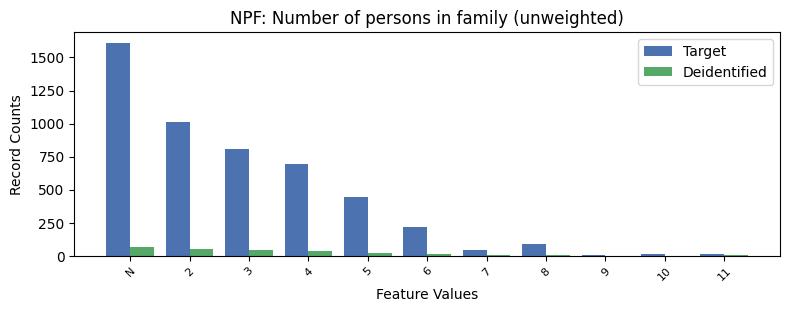 NPF: Number of persons in family (unweighted)
Target
Deidentified
Record Counts
1500
1250
1000
750
500
250
0
N 2 3 4 5 6 7 8 9 10 11
Feature Values